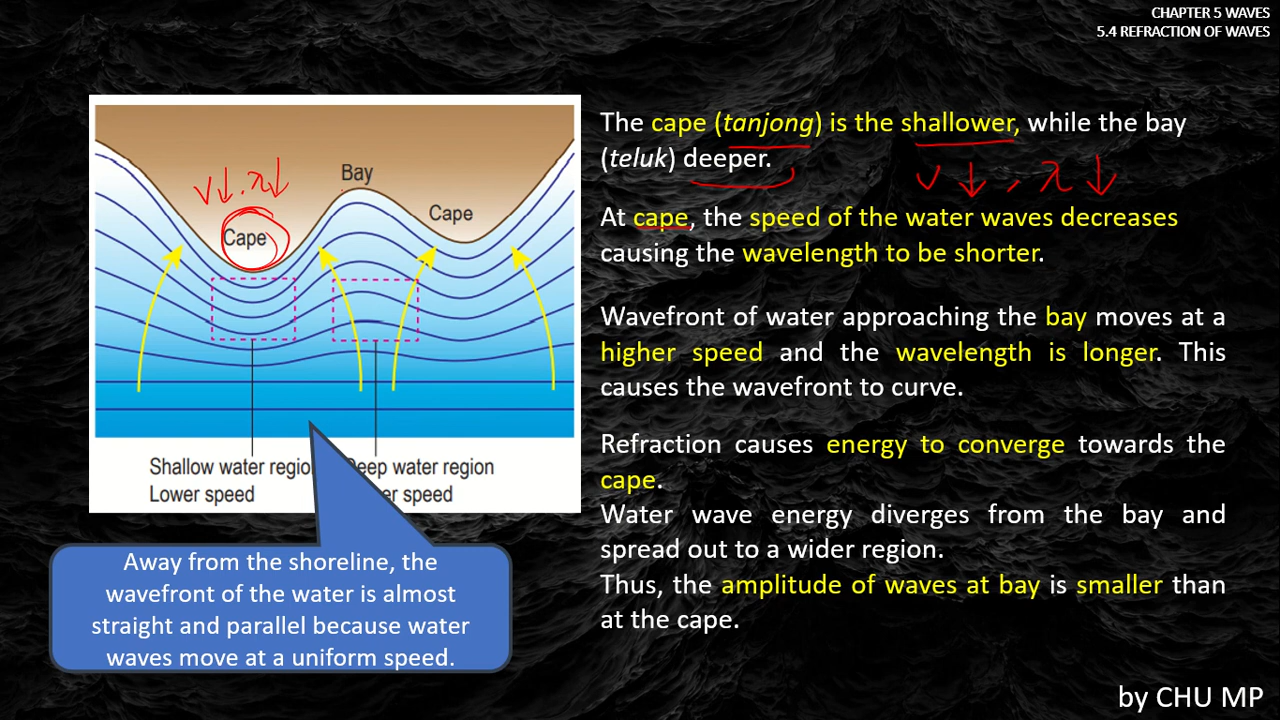 CHAPTER 5 WAVES
5.4 REFRACTION OF WAVES
The cape (tanjong) is the shallower, while the bay
(teluk) deeper.
v↓, λ↓
At cape, the speed of the water waves decreases
causing the wavelength to be shorter.
Wavefront of water approaching the bay moves at a
higher speed and the wavelength is longer. This
causes the wavefront to curve.
Refraction causes energy to converge towards the
cape.
Water wave energy diverges from the bay and
spread out to a wider region.
Thus, the amplitude of waves at bay is smaller than
at the cape.
v↓, λ↓
Bay
Cape
Cape
Shallow water
Lower speed
water region
speed
Away from the shoreline, the
wavefront of the water is almost
straight and parallel because water
waves move at a uniform speed.
by CHU MP